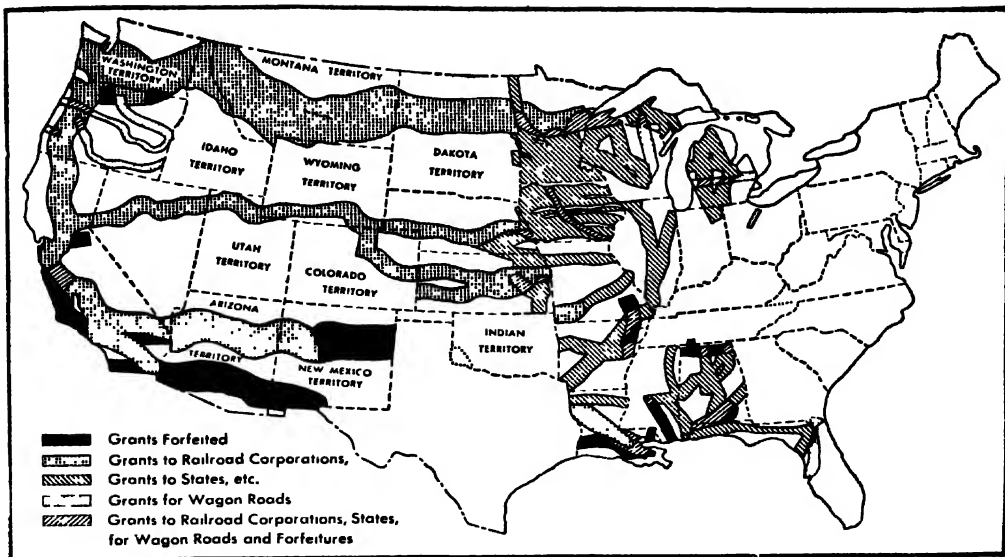 WASHINGTON
TERRITORY
MONTANA TERRITORY
IDAHO
TERRITORY
WYOMING
TERRITORY
DAKOTA
TERRITORY
UTAH
TERRITORY
COLORADO
TERRITORY
ARIZONA
TERRITORY
NEW MEXICO
TERRITORY
INDIAN
TERRITORY
Grants Forfeited
Grants to Railroad Corporations,
Grants to States, etc.
Grants for Wagon Roads
Grants to Railroad Corporations, States,
for Wagon Roads and Forfeitures